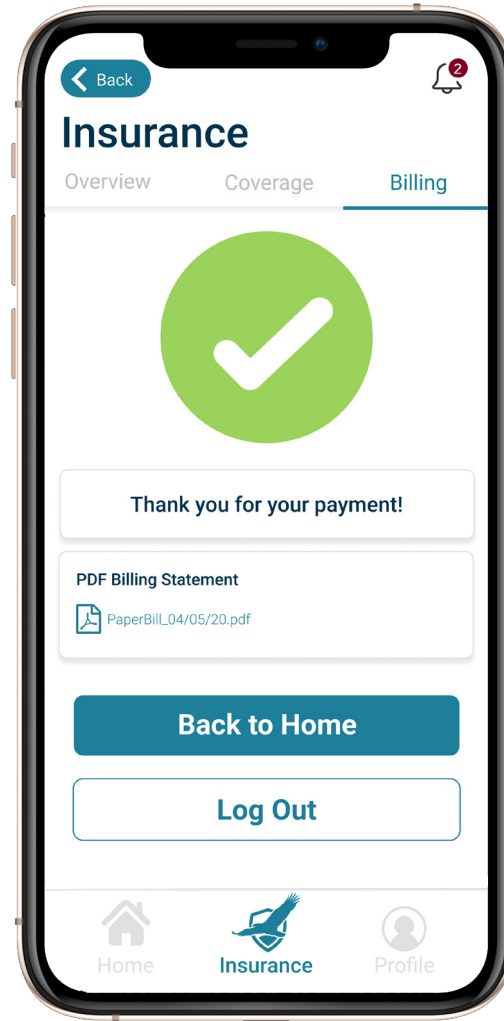 Back
2
Insurance
Overview Coverage Billing
Thank you for your payment!
PDF Billing Statement
PaperBill_04/05/20.pdf
Back to Home
Log Out
Home Insurance Profile